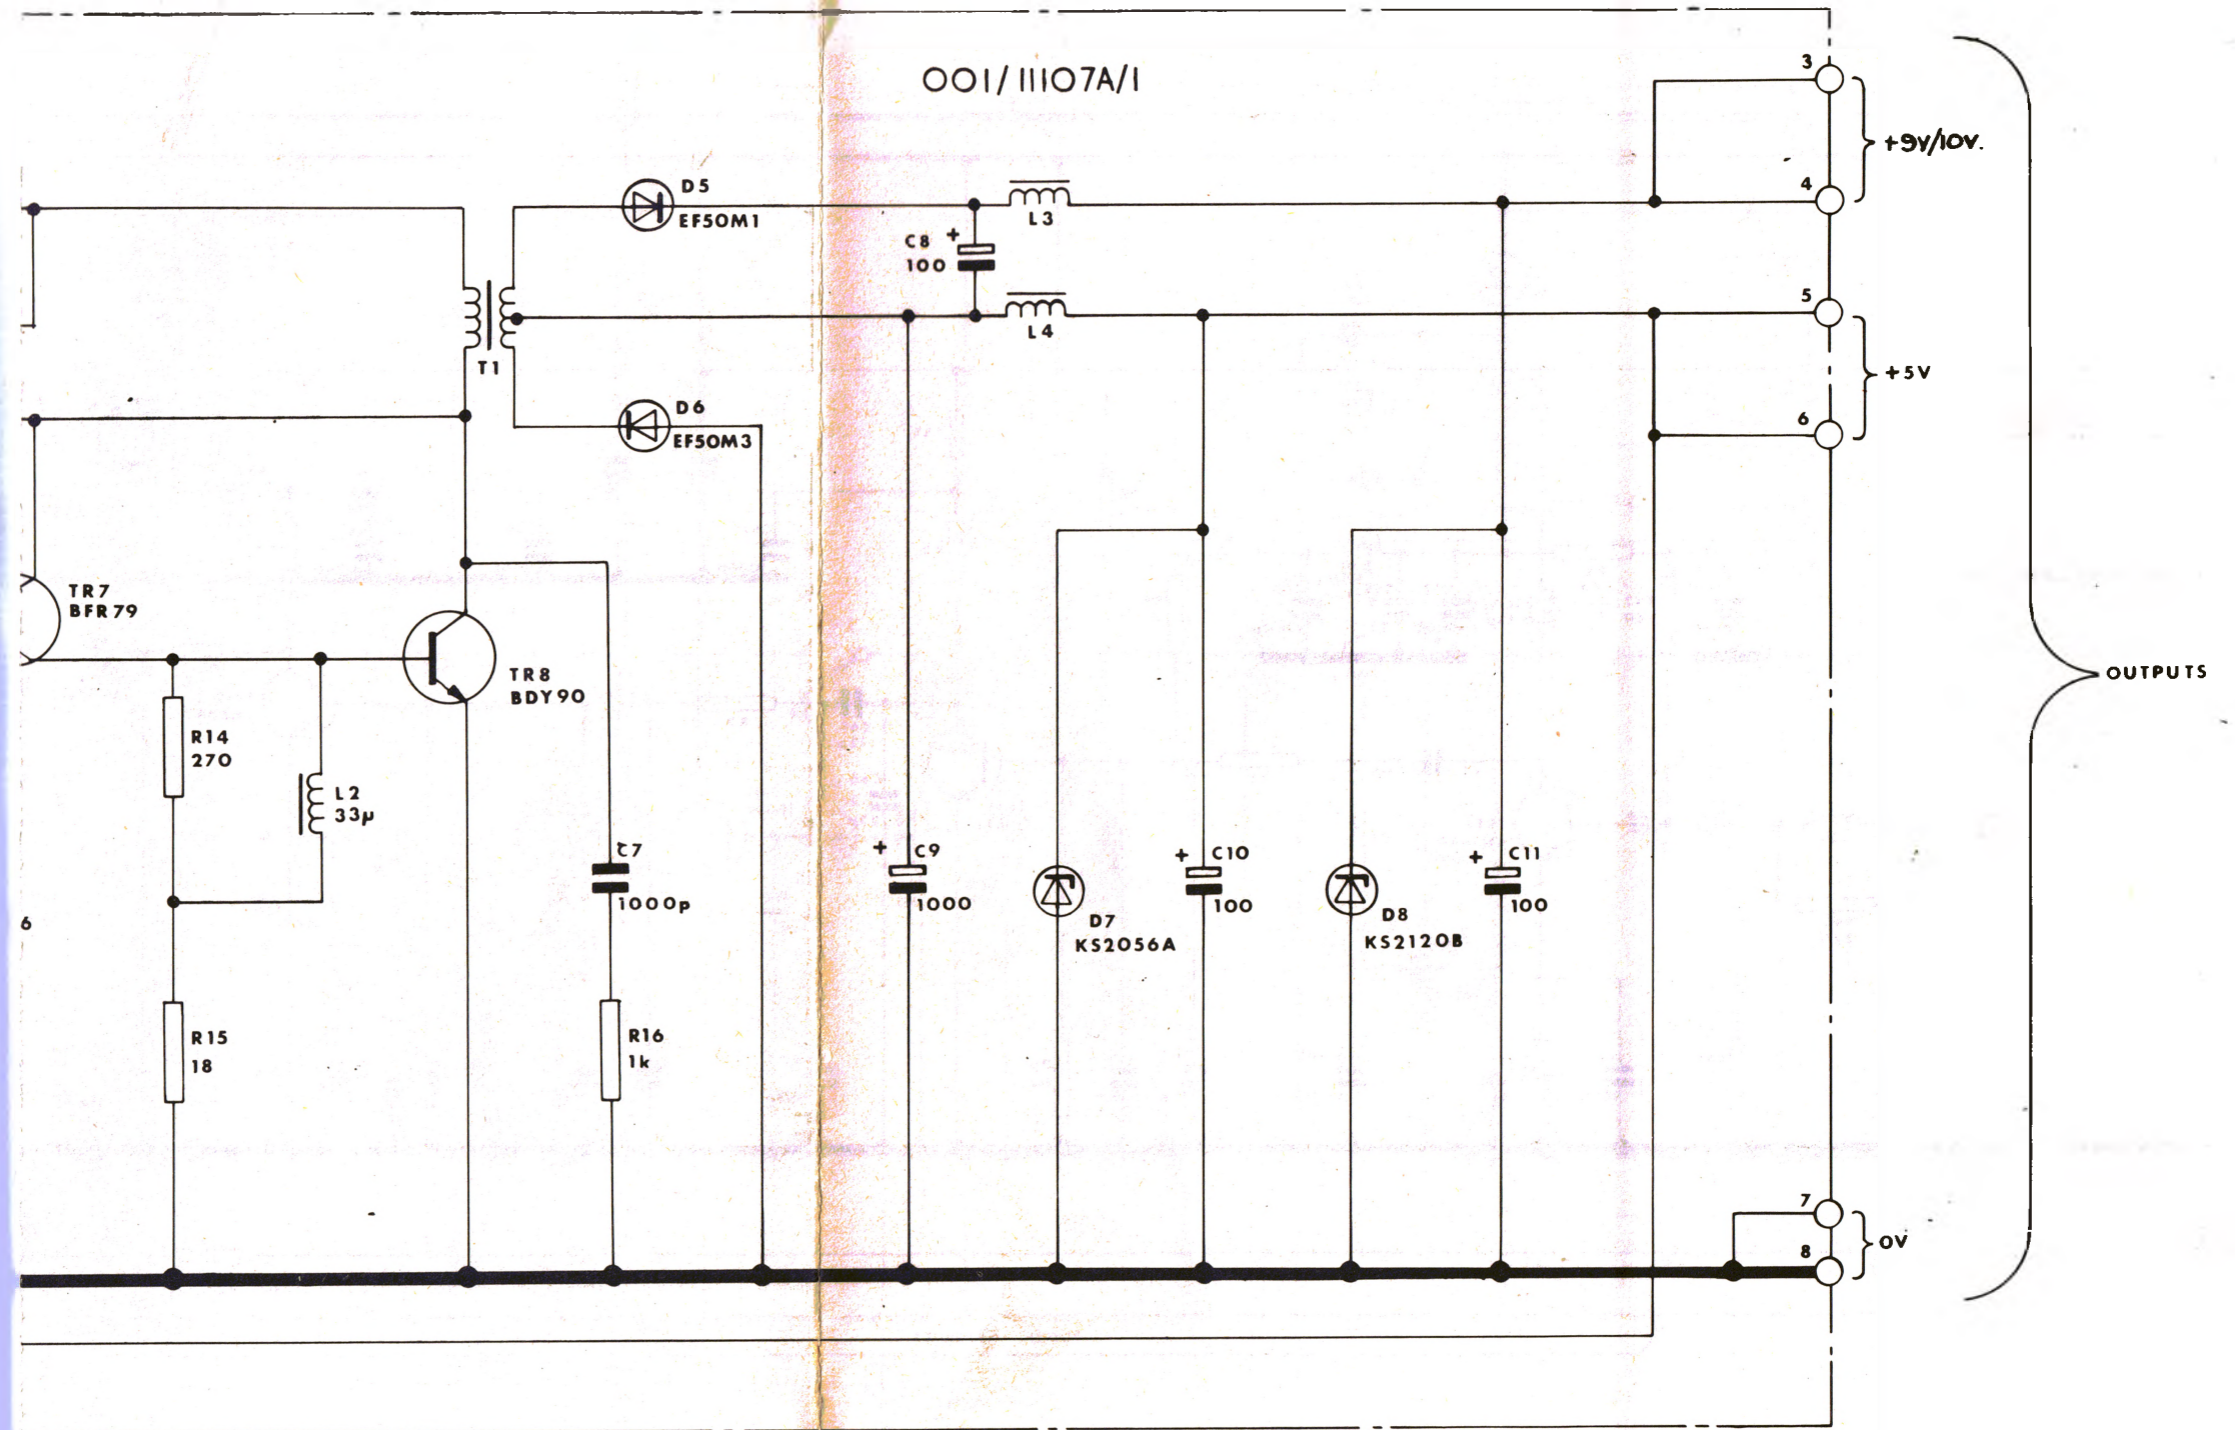 001/11107A/1
3
+9V/10V.
4
D5
EF50M1
L3
C8
+
100
5
L4
T1
+5V
D6
EF50M3
6
TR7
BFR79
TR8
BDY90
OUTPUTS
R14
270
L2
33µ
C7
1000p
+
C9
1000
+
C10
100
+
C11
100
6
D7
KS2056A
D8
KS2120B
R15
18
R16
1k
7
0V
8